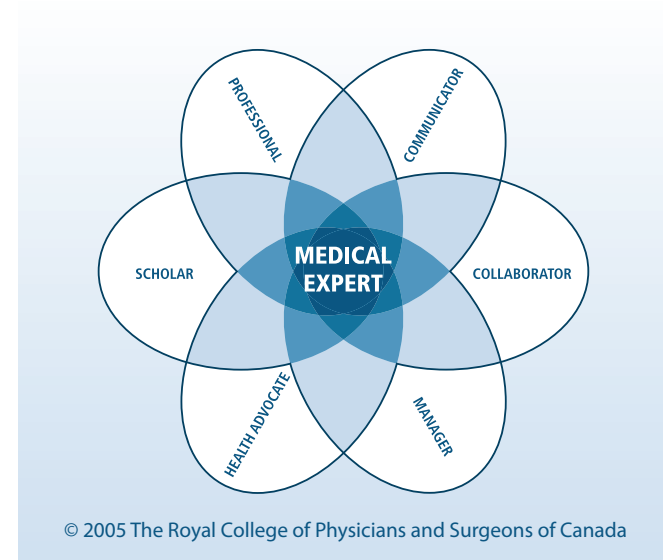 PROFESSIONAL
COMMUNICATOR
SCHOLAR
MEDICAL
EXPERT
COLLABORATOR
HEALTH ADVOCATE
MANAGER
© 2005 The Royal College of Physicians and Surgeons of Canada